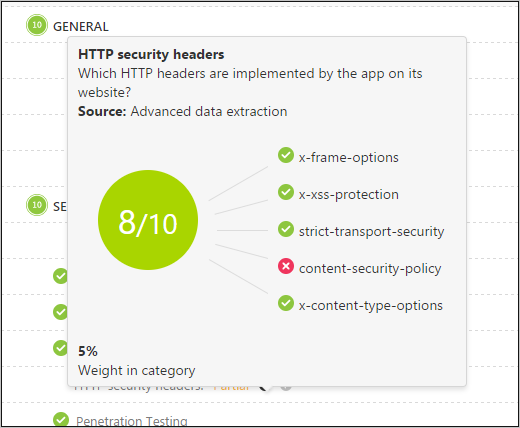 10 GENERAL
HTTP security headers
Which HTTP headers are implemented by the app on its
website?
Source: Advanced data extraction
x-frame-options
x-xss-protection
8/10
strict-transport-security
content-security-policy
x-content-type-options
10 SE
5%
Weight in category
HTTP security headers: Partial
Penetration Testing